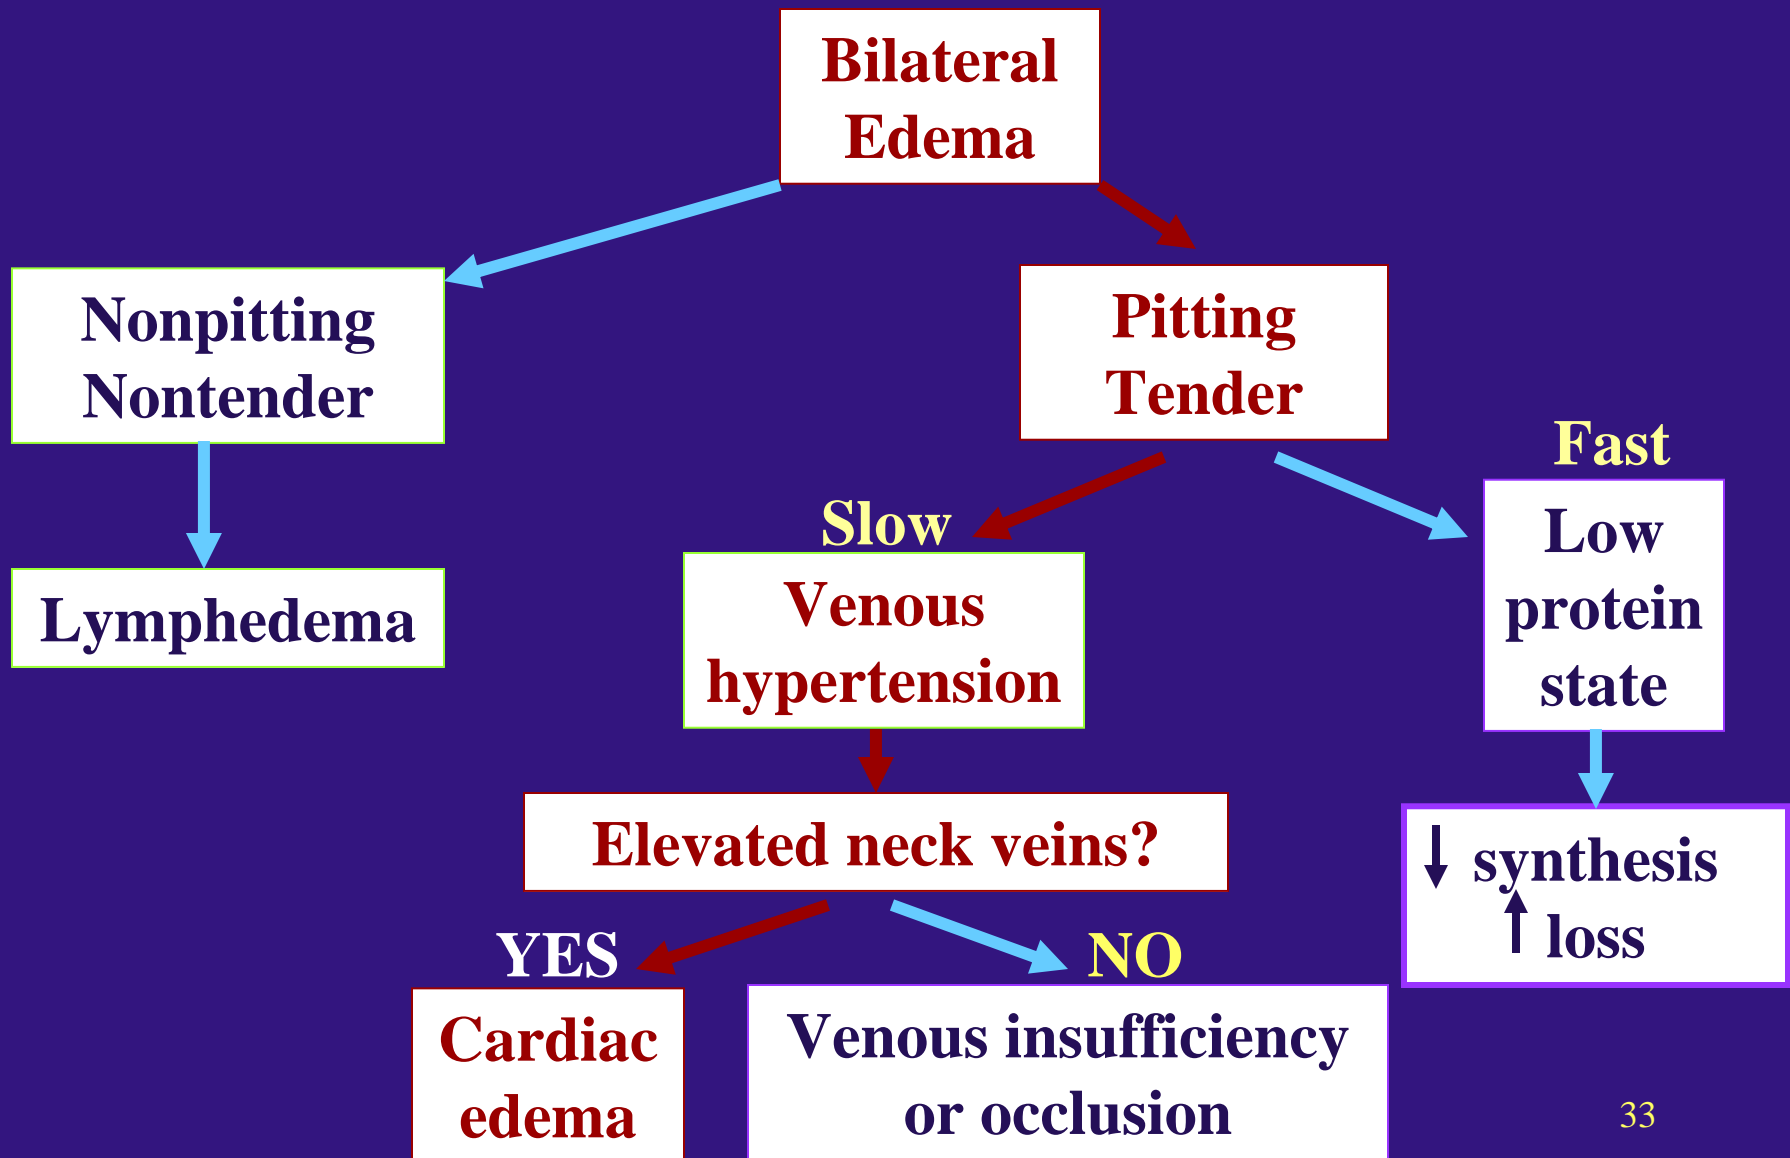 Bilateral
Edema
Nonpitting
Nontender
Pitting
Tender
Fast
Slow
Low
protein
state
Lymphedema
Venous
hypertension
Elevated neck veins?
synthesis
loss
YES
NO
Cardiac
edema
Venous insufficiency
or occlusion
33